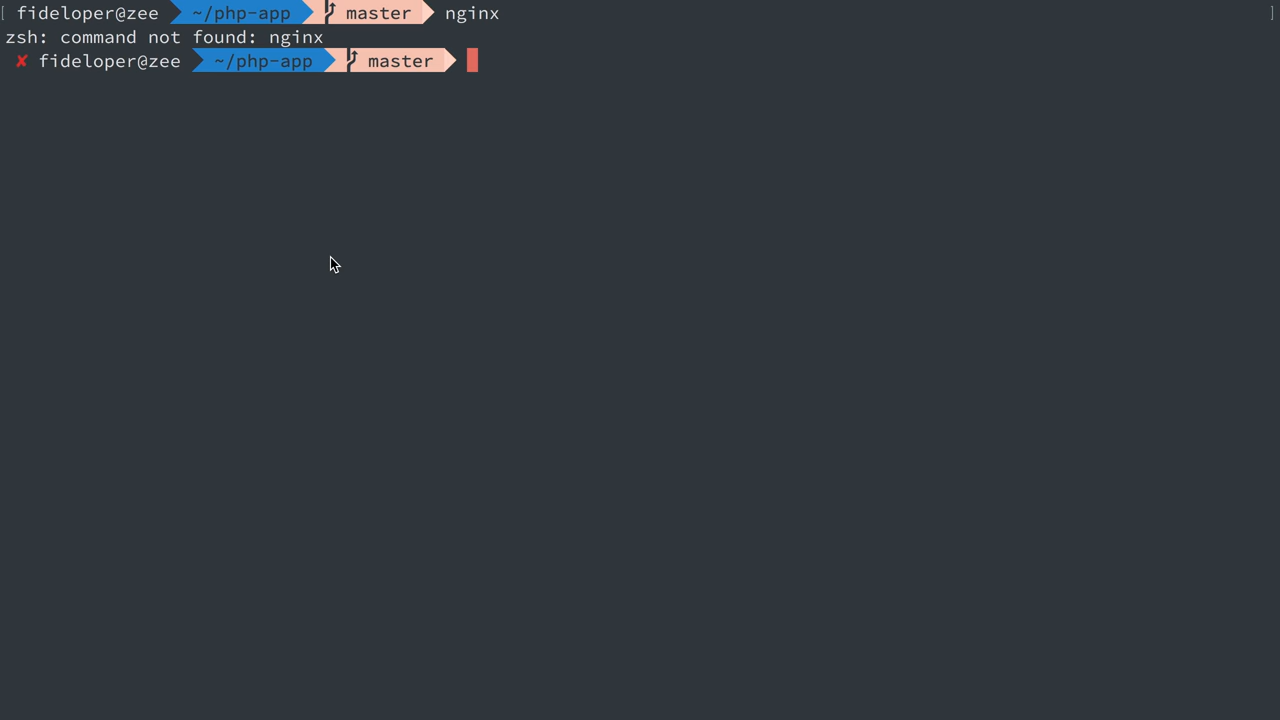 [ fideloper@zee ~/php-app master nginx ]
zsh: command not found: nginx
✘ fideloper@zee ~/php-app master